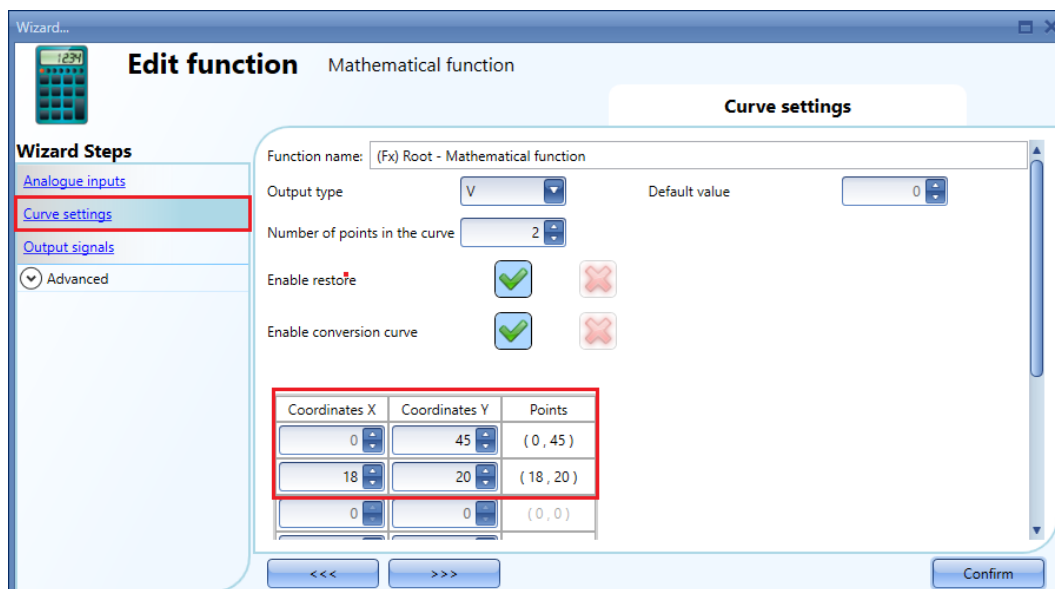 Wizard...
1234
Edit function Mathematical function
Curve settings
Wizard Steps
Analogue inputs
Curve settings
Output signals
Advanced
Function name: (Fx) Root - Mathematical function
Output type V Default value 0
Number of points in the curve 2
Enable restore
Enable conversion curve
Coordinates X Coordinates Y Points
0 45 ( 0 , 45 )
18 20 ( 18 , 20 )
0 0 ( 0 , 0 )
<<< >>> Confirm